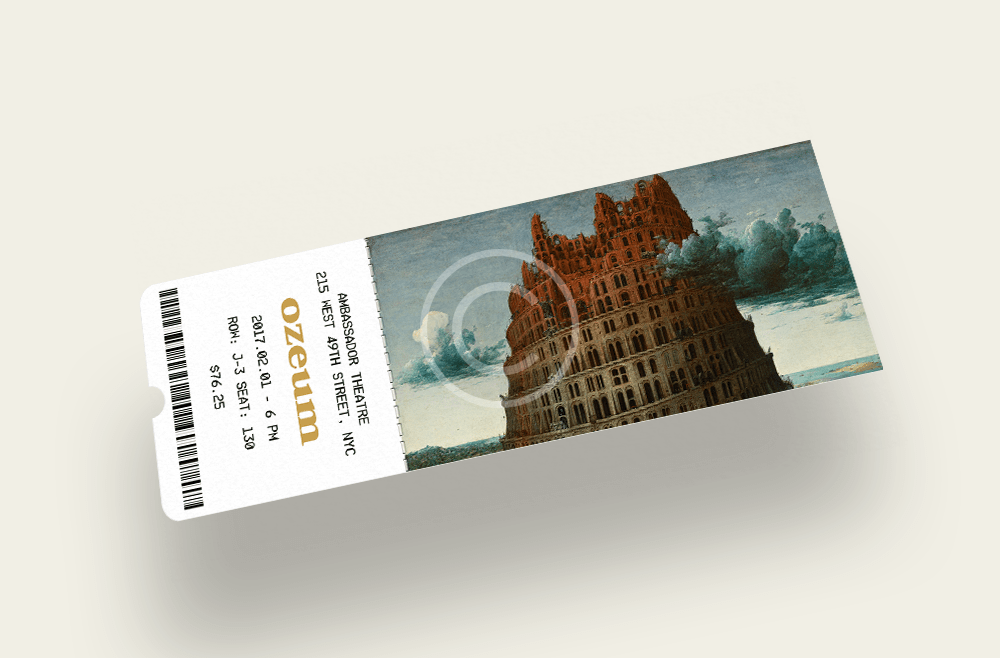 AMBASSADOR THEATRE
215 WEST 49TH STREET, NYC
ozeum
2017.02.01 - 6 PM
ROW: J-3 SEAT: 130
$76.25